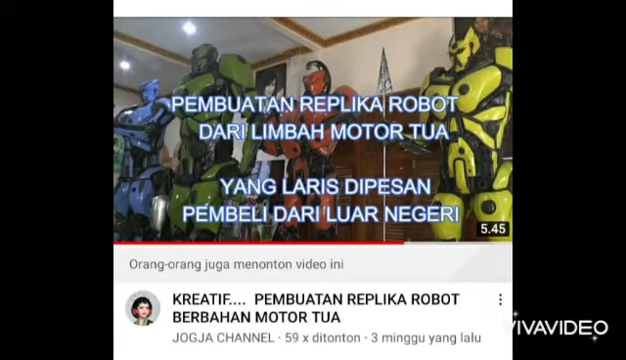 PEMBUATAN REPLIKA ROBOT
DARI LIMBAH MOTOR TUA
YANG LARIS DIPESAN
PEMBELI DARI LUAR NEGERI
5.45
Orang-orang juga menonton video ini
KREATIF.... PEMBUATAN REPLIKA ROBOT
BERBAHAN MOTOR TUA
JOGJA CHANNEL · 59 x ditonton · 3 minggu yang lalu
VIVAVIDEO